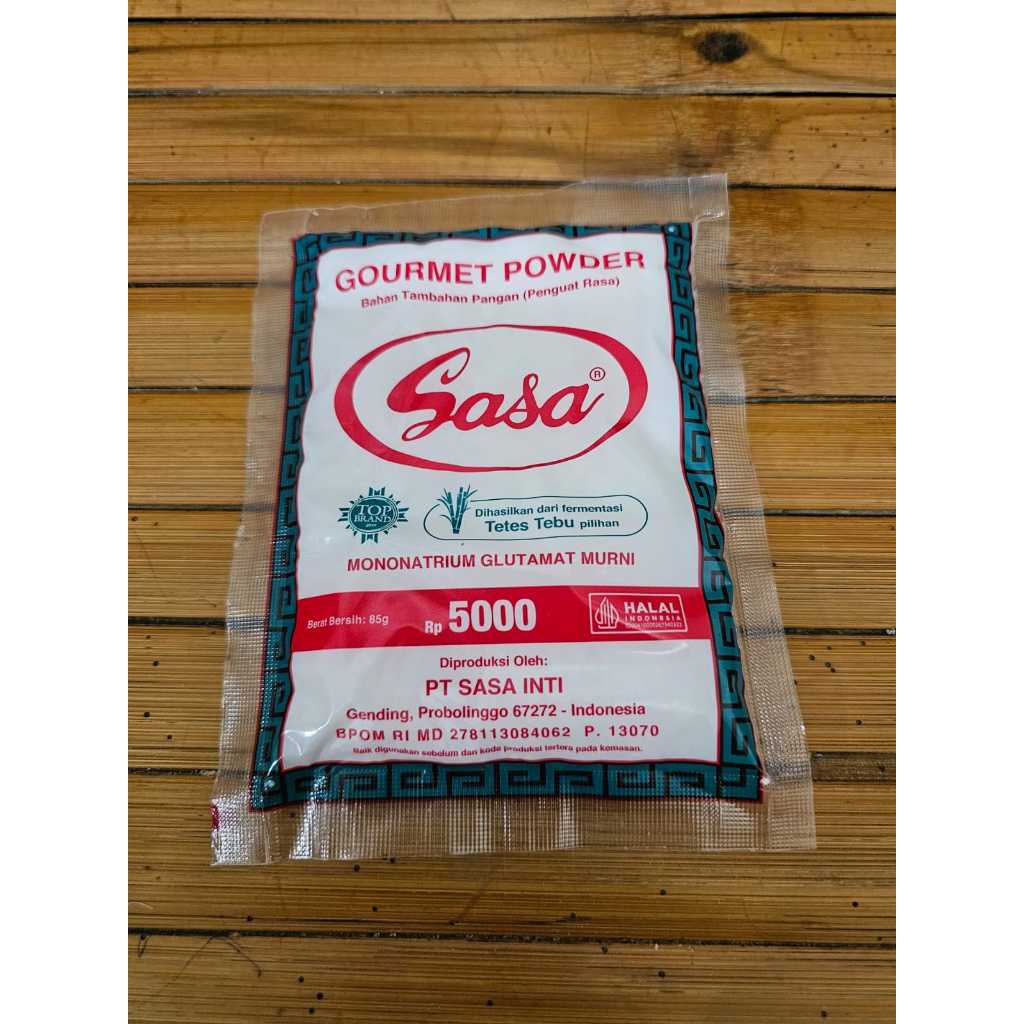 GOURMET POWDER
Bahan Tambahan Pangan (Penguat Rasa)
Sasa®
TOP
BRAND
Dihasilkan dari fermentasi
Tetes Tebu pilihan
MONONATRIUM GLUTAMAT MURNI
Berat Bersih: 85g
Rp 5000
HALAL
INDONESIA
Diproduksi Oleh:
PT SASA INTI
Gending, Probolinggo 67272 - Indonesia
BPOM RI MD 278113084062 P. 13070
Baik digunakan sebelum dan kode produksi tertera pada kemasan.